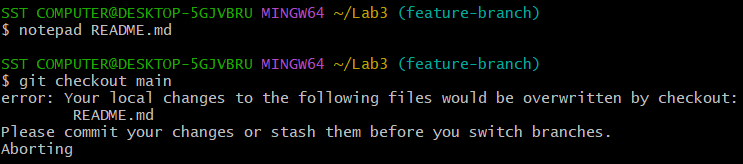 SST COMPUTER@DESKTOP-5GJVBRU MINGW64 ~/Lab3 (feature-branch)
$ notepad README.md
SST COMPUTER@DESKTOP-5GJVBRU MINGW64 ~/Lab3 (feature-branch)
$ git checkout main
error: Your local changes to the following files would be overwritten by checkout:
        README.md
Please commit your changes or stash them before you switch branches.
Aborting